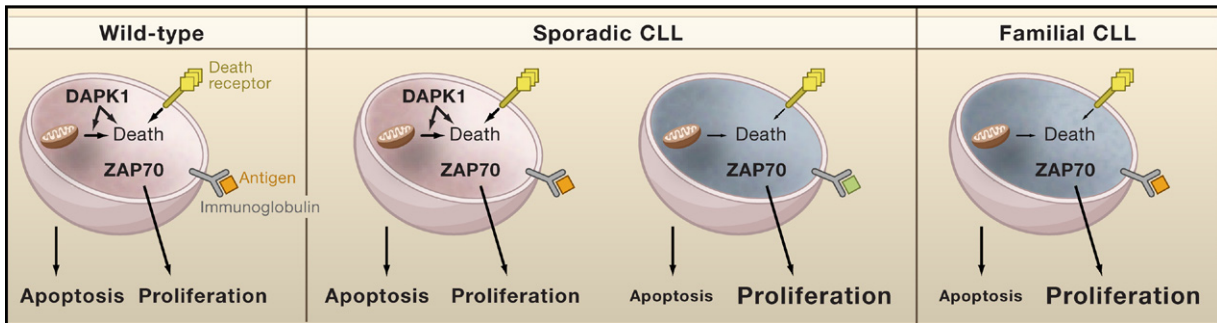 Wild-type
Sporadic CLL
Familial CLL
Death
receptor
DAPK1
Death
ZAP70
Antigen
Immunoglobulin
Apoptosis
Proliferation
DAPK1
Death
ZAP70
Apoptosis
Proliferation
Death
ZAP70
Apoptosis
Proliferation
Death
ZAP70
Apoptosis
Proliferation